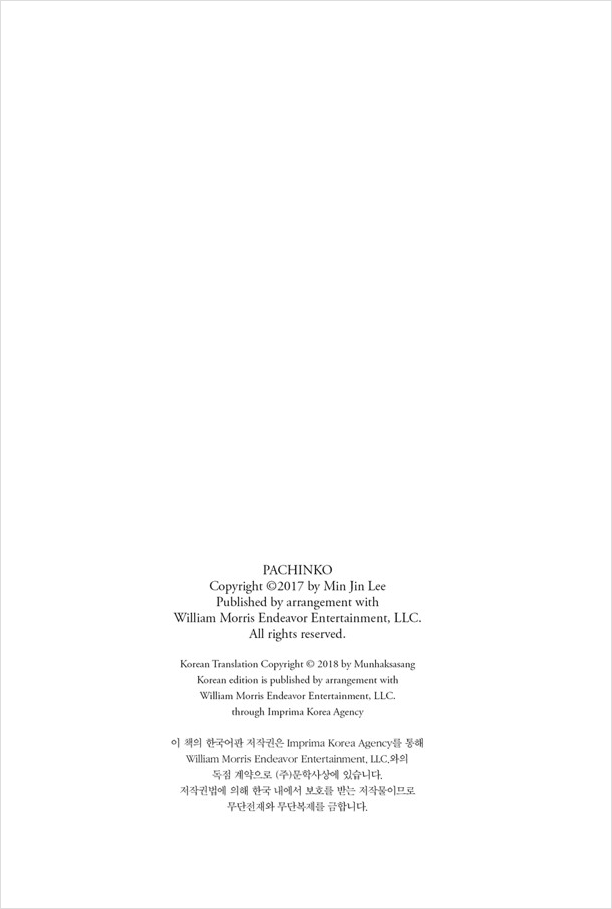 PACHINKO
Copyright ©2017 by Min Jin Lee
Published by arrangement with
William Morris Endeavor Entertainment, LLC.
All rights reserved.
Korean Translation Copyright © 2018 by Munhaksasang
Korean edition is published by arrangement with
William Morris Endeavor Entertainment, LLC.
through Imprima Korea Agency
이 책의 한국어판 저작권은 Imprima Korea Agency를 통해
William Morris Endeavor Entertainment, LLC.와의
독점 계약으로 (주)문학사상에 있습니다.
저작권법에 의해 한국 내에서 보호를 받는 저작물이므로
무단전재와 무단복제를 금합니다.